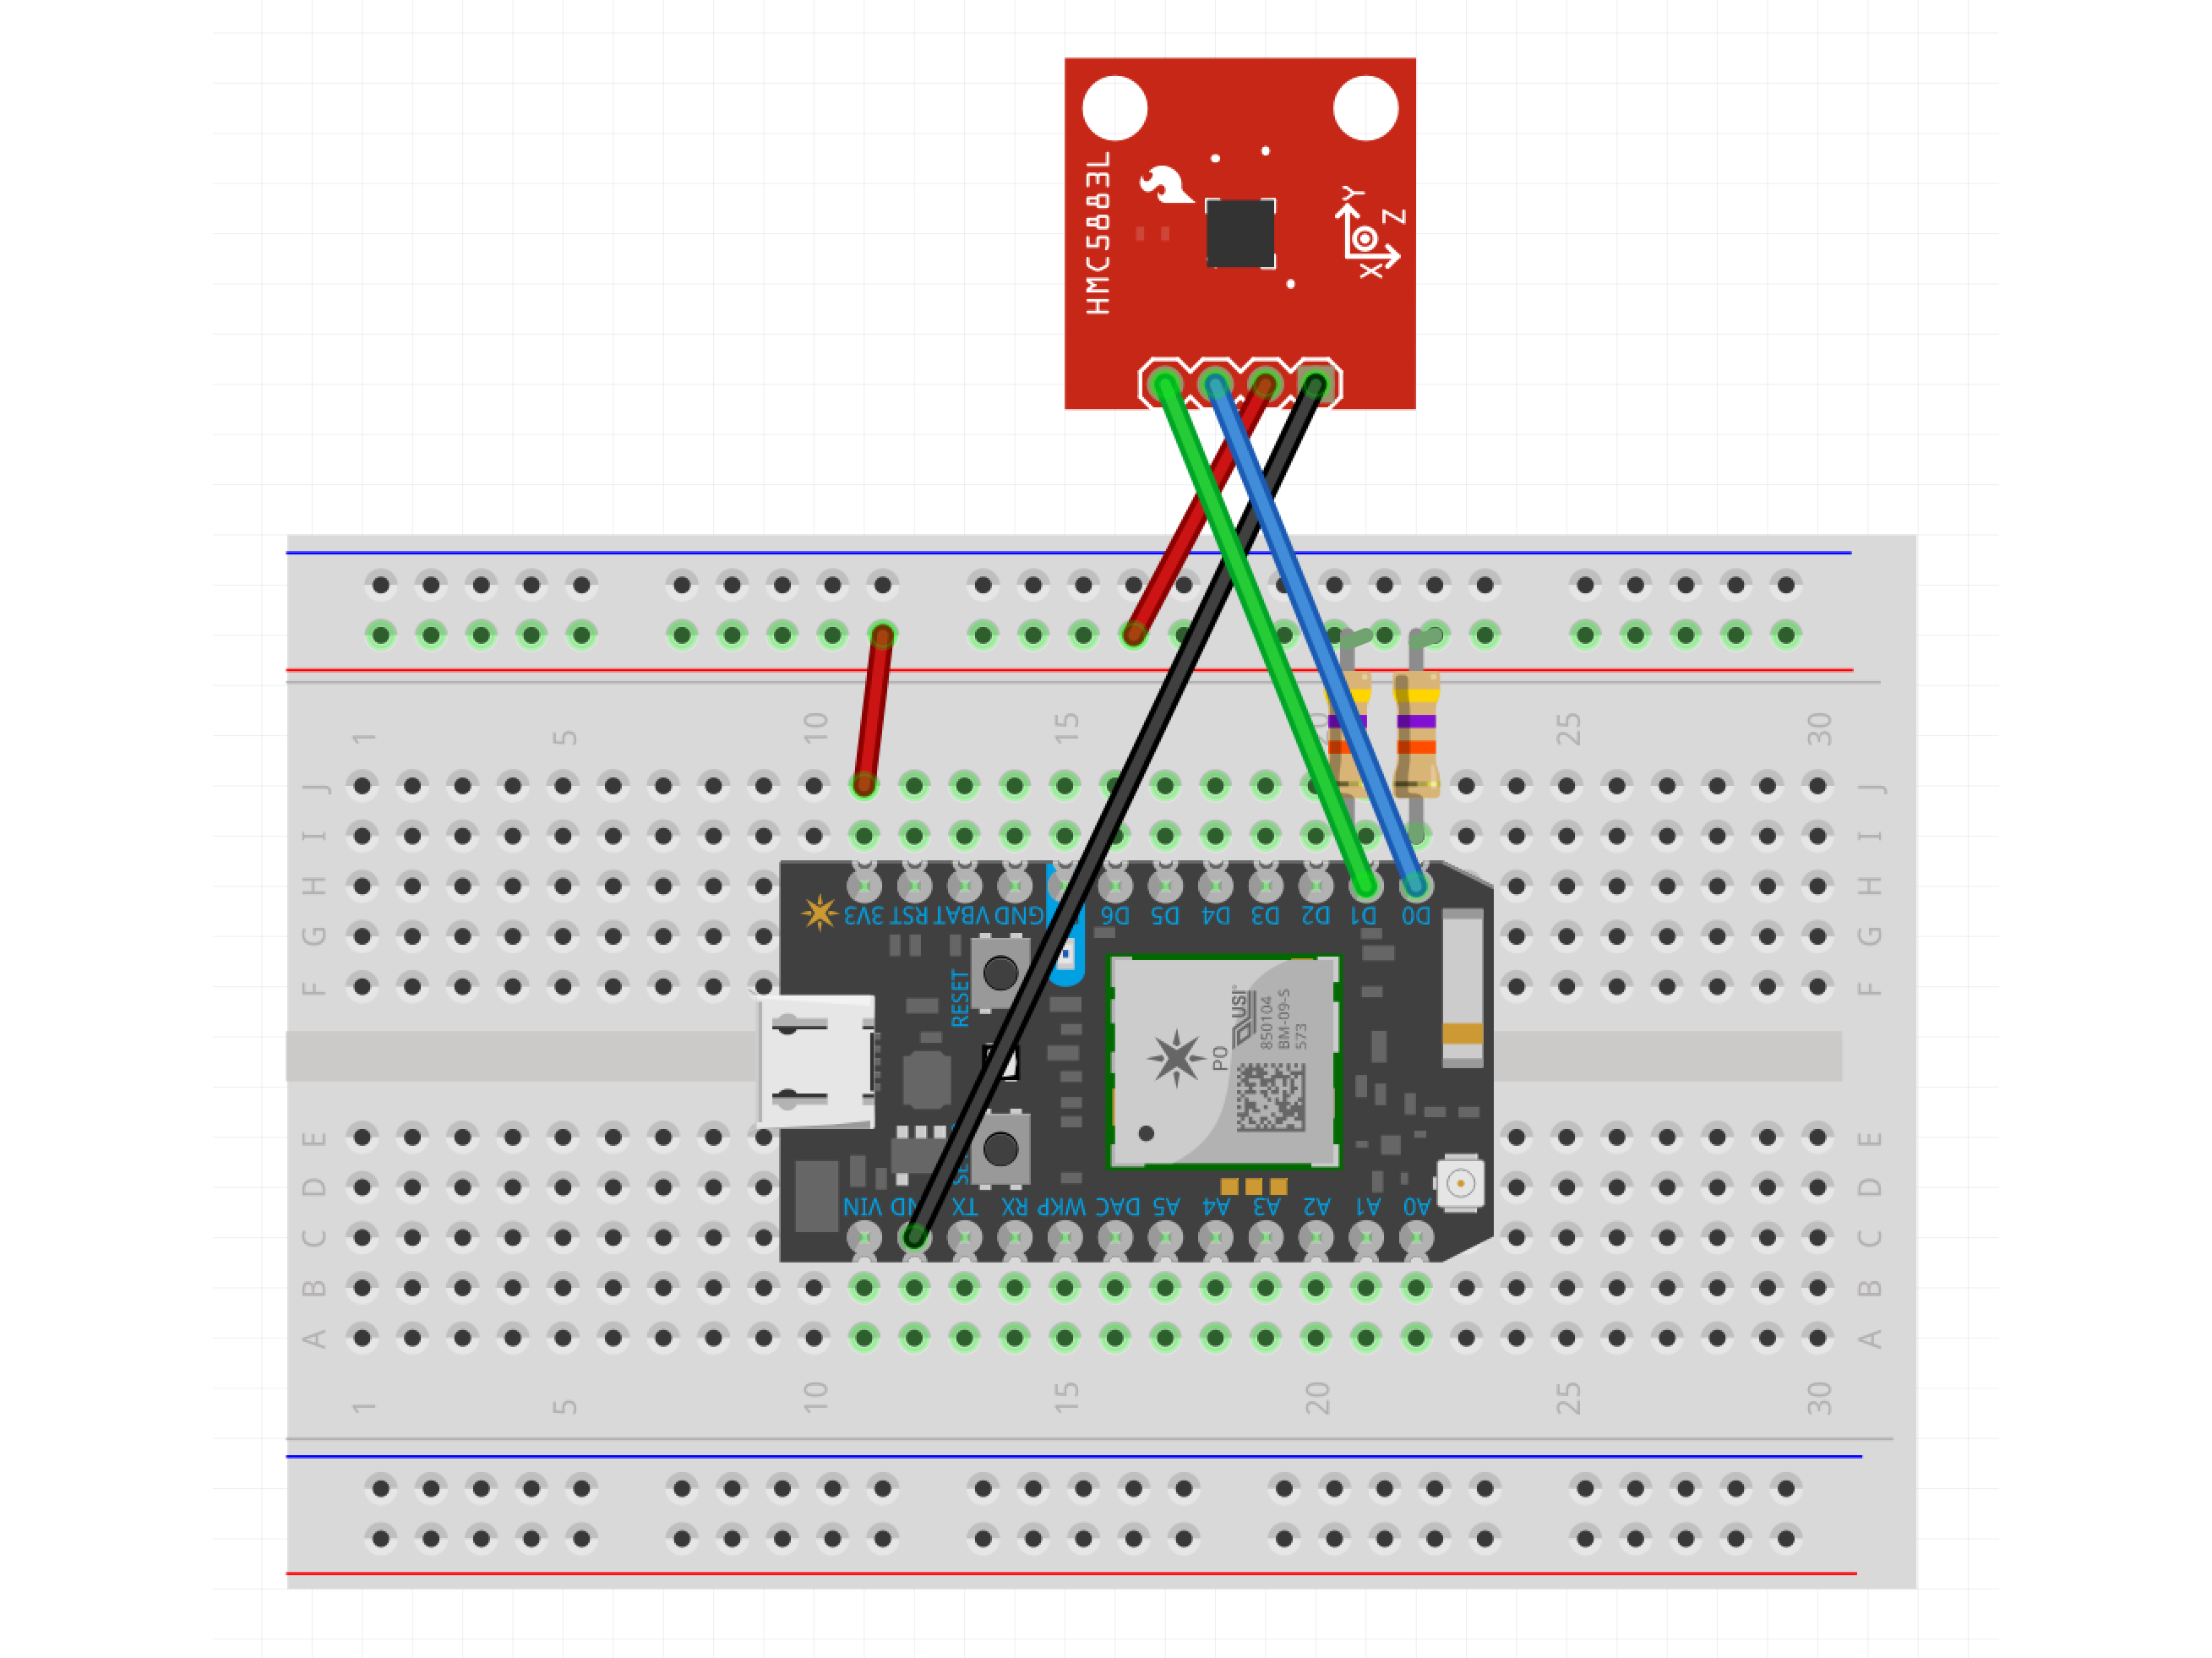 HMC5883L
Y
Z
X
1 5 10 15 20 25 30
J J
I I
H H
G G
F F
3V3 RST VBAT GND D6 D5 D4 D3 D2 D1 D0
RESET
P0
USI
850104
BM-09-S
573
E E
D D
C C
B B
A A
VIN ND TX RX WKP DAC A5 A4 A3 A2 A1 A0
1 5 10 15 20 25 30